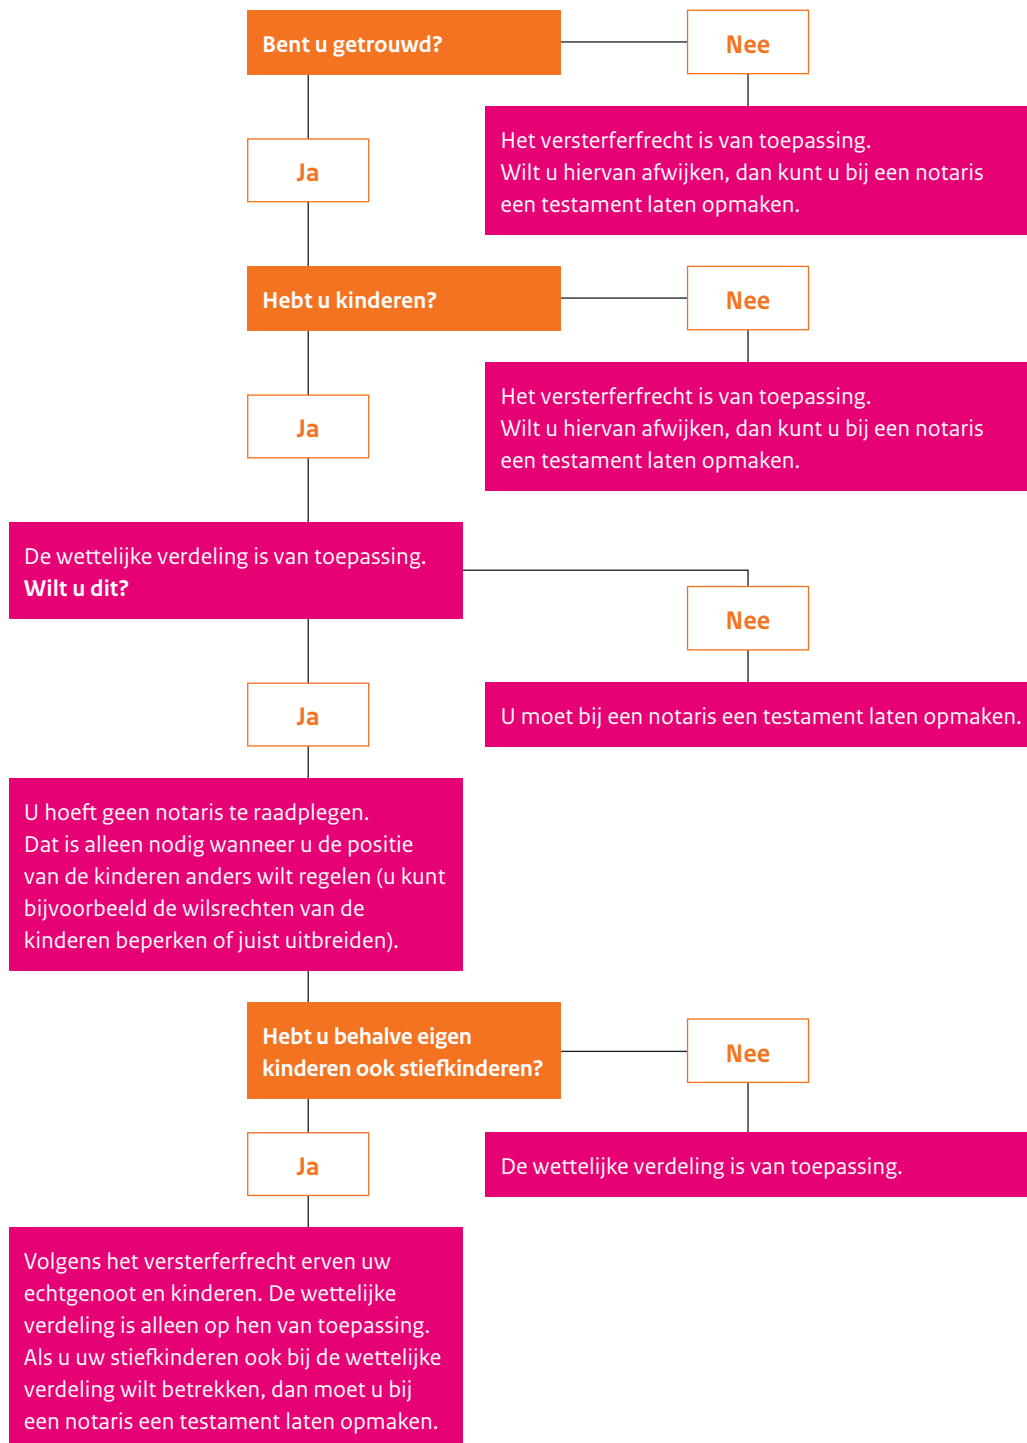 Bent u getrouwd?
Nee
Het versterferfrecht is van toepassing.
Wilt u hiervan afwijken, dan kunt u bij een notaris
een testament laten opmaken.
Ja
Hebt u kinderen?
Nee
Het versterferfrecht is van toepassing.
Wilt u hiervan afwijken, dan kunt u bij een notaris
een testament laten opmaken.
Ja
De wettelijke verdeling is van toepassing.
Wilt u dit?
Nee
U moet bij een notaris een testament laten opmaken.
Ja
U hoeft geen notaris te raadplegen.
Dat is alleen nodig wanneer u de positie
van de kinderen anders wilt regelen (u kunt
bijvoorbeeld de wilsrechten van de
kinderen beperken of juist uitbreiden).
Hebt u behalve eigen
kinderen ook stiefkinderen?
Nee
De wettelijke verdeling is van toepassing.
Ja
Volgens het versterferfrecht erven uw
echtgenoot en kinderen. De wettelijke
verdeling is alleen op hen van toepassing.
Als u uw stiefkinderen ook bij de wettelijke
verdeling wilt betrekken, dan moet u bij
een notaris een testament laten opmaken.